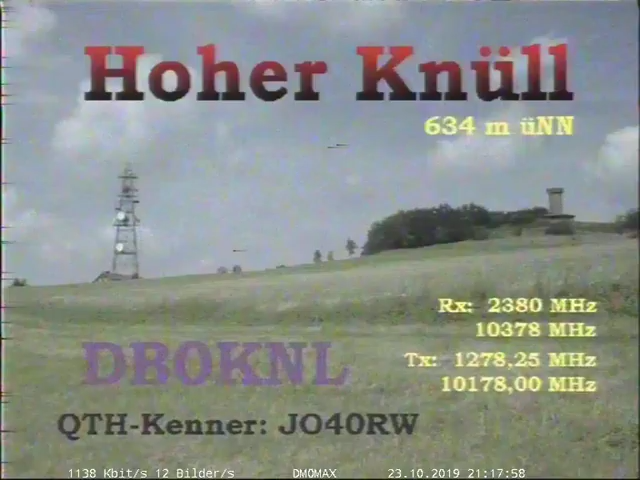 Hoher Knüll
634 m üNN
Rx: 2380 MHz
10378 MHz
DB0KNL
Tx: 1278,25 MHz
10178,00 MHz
QTH-Kenner: JO40RW
1138 Kbit/s 12 Bilder/s DM0MAX 23.10.2019 21:17:58